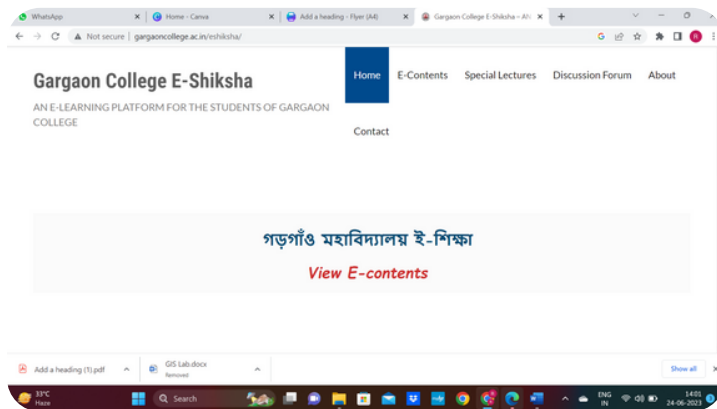 WhatsApp
Home - Canva
Add a heading - Flyer (A4)
Gargaon College E-Shiksha – AN
Not secure | gargaoncollege.ac.in/eshiksha/
Gargaon College E-Shiksha
AN E-LEARNING PLATFORM FOR THE STUDENTS OF GARGAON
COLLEGE
Home E-Contents Special Lectures Discussion Forum About
Contact
গড়গাঁও মহাবিদ্যালয় ই-শিক্ষা
View E-contents
Add a heading (1).pdf
GIS Lab.docx
Removed
Show all
33°C
Haze
Search
ENG
IN
14:01
24-06-2023